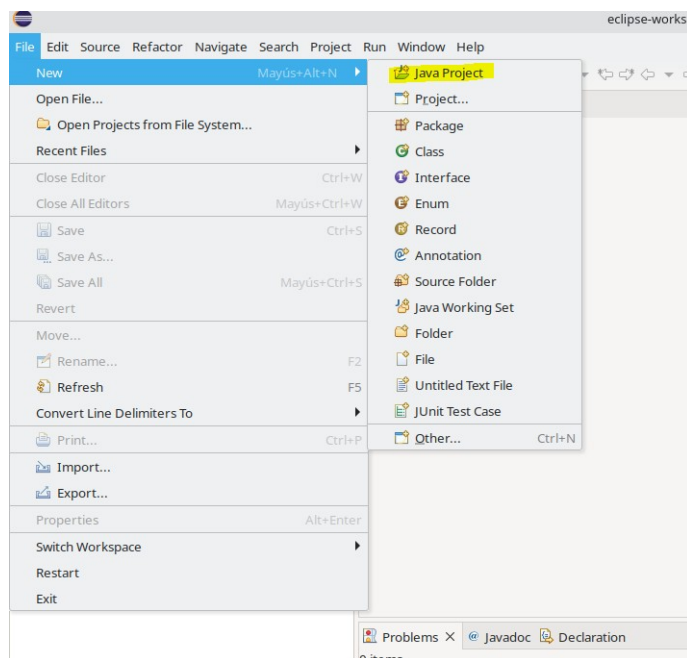 eclipse-works
File Edit Source Refactor Navigate Search Project Run Window Help
New Mayús+Alt+N
Open File...
Open Projects from File System...
Recent Files
Close Editor Ctrl+W
Close All Editors Mayús+Ctrl+W
Save Ctrl+S
Save As...
Save All Mayús+Ctrl+S
Revert
Move...
Rename... F2
Refresh F5
Convert Line Delimiters To
Print... Ctrl+P
Import...
Export...
Properties Alt+Enter
Switch Workspace
Restart
Exit
Java Project
Project...
Package
Class
Interface
Enum
Record
Annotation
Source Folder
Java Working Set
Folder
File
Untitled Text File
JUnit Test Case
Other... Ctrl+N
Problems Javadoc Declaration
0 items